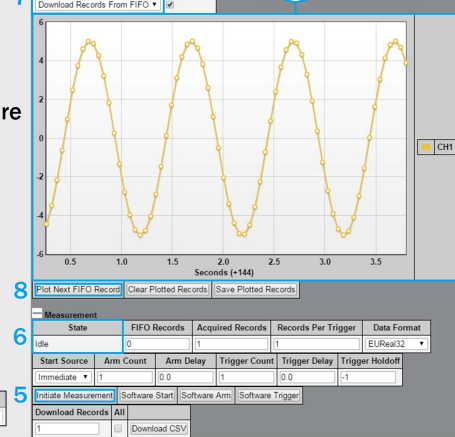 Download Records From FIFO
re
6
4
2
0
-2
-4
-6
0.5 1.0 1.5 2.0 2.5 3.0 3.5
Seconds (+144)
CH1
8 Plot Next FIFO Record Clear Plotted Records Save Plotted Records
Measurement
6 State FIFO Records Acquired Records Records Per Trigger Data Format
Idle 0 1 1 EUReal32
Start Source Arm Count Arm Delay Trigger Count Trigger Delay Trigger Holdoff
Immediate 1 0.0 1 0.0 -1
5 Initiate Measurement Software Start Software Arm Software Trigger
Download Records All
1 Download CSV